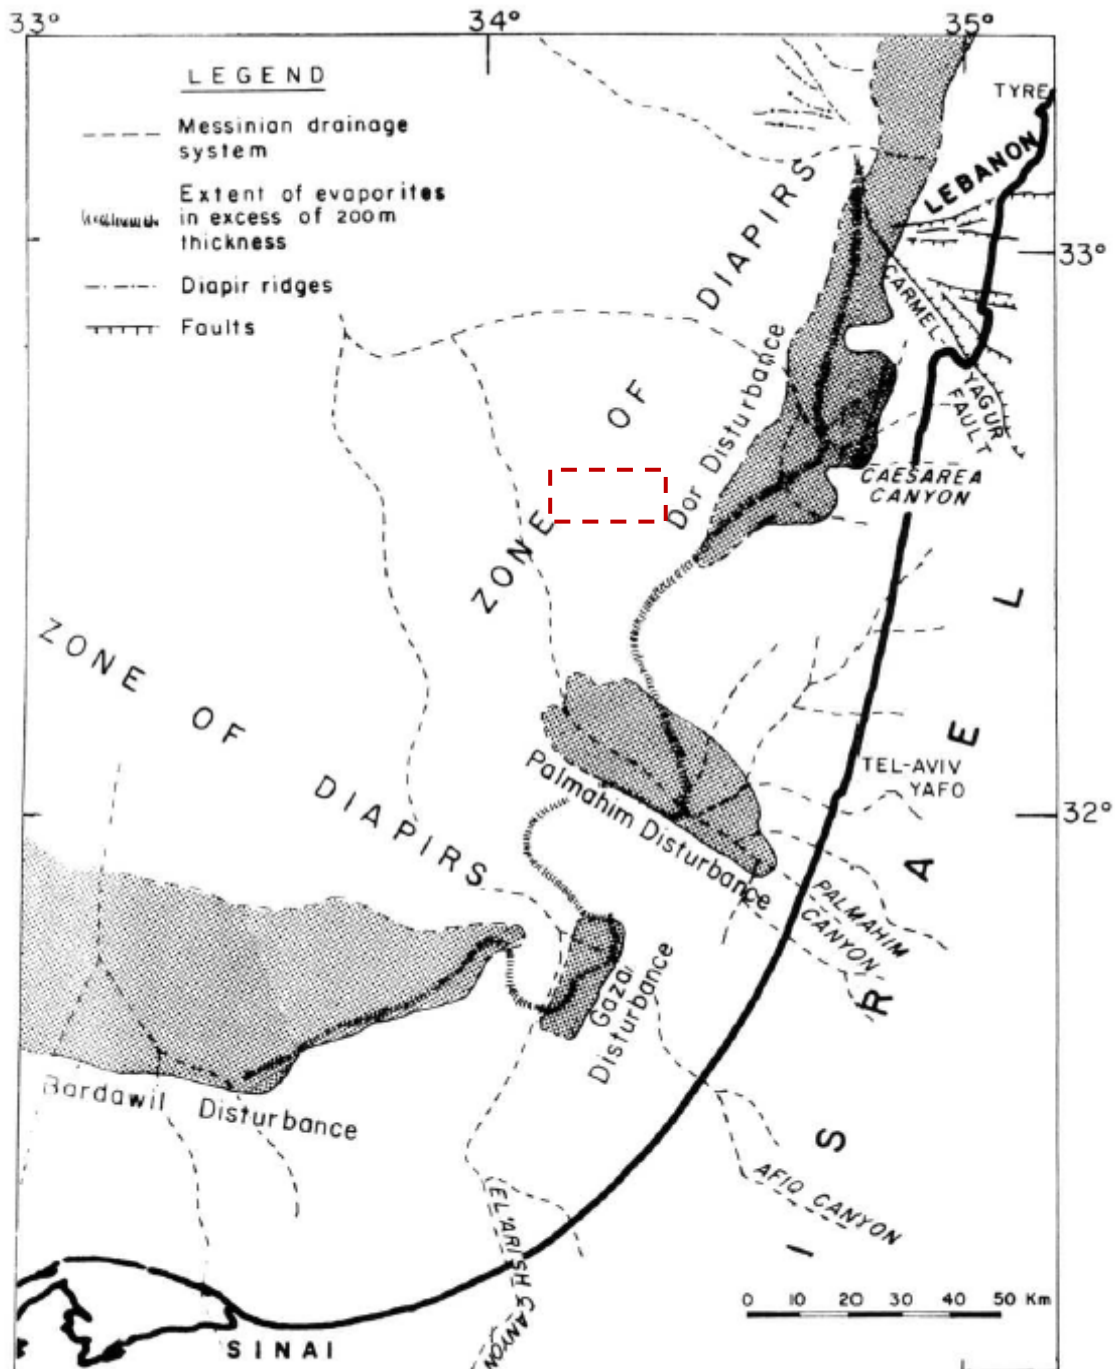 33°
34°
35°
LEGEND
Messinian drainage
system
Extent of evaporites
in excess of 200m
thickness
Diapir ridges
Faults
TYRE
LEBANON
33°
CARMEL
YAGUR
FAULT
CAESAREA
CANYON
ZONE OF DIAPIRS
Dor Disturbance
ZONE OF DIAPIRS
Palmahim Disturbance
TEL-AVIV
YAFO
32°
PALMAHIM
CANYON
Gaza
Disturbance
Bardawil Disturbance
AFIQ CANYON
EL'ARISH CANYON
ISRAEL
SINAI
0 10 20 30 40 50 Km